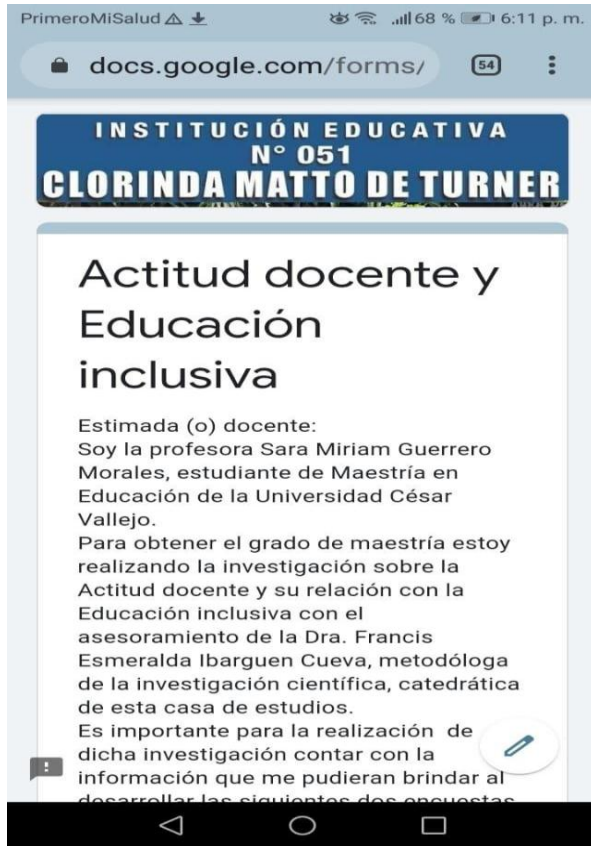 PrimeroMiSalud 68 % 6:11 p. m.
docs.google.com/forms/ 54
INSTITUCIÓN EDUCATIVA
N° 051
CLORINDA MATTO DE TURNER
Actitud docente y
Educación
inclusiva
Estimada (o) docente:
Soy la profesora Sara Miriam Guerrero
Morales, estudiante de Maestría en
Educación de la Universidad César
Vallejo.
Para obtener el grado de maestría estoy
realizando la investigación sobre la
Actitud docente y su relación con la
Educación inclusiva con el
asesoramiento de la Dra. Francis
Esmeralda Ibarguen Cueva, metodóloga
de la investigación científica, catedrática
de esta casa de estudios.
Es importante para la realización de
dicha investigación contar con la
información que me pudieran brindar al
desarrollar las siguientes dos encuestas